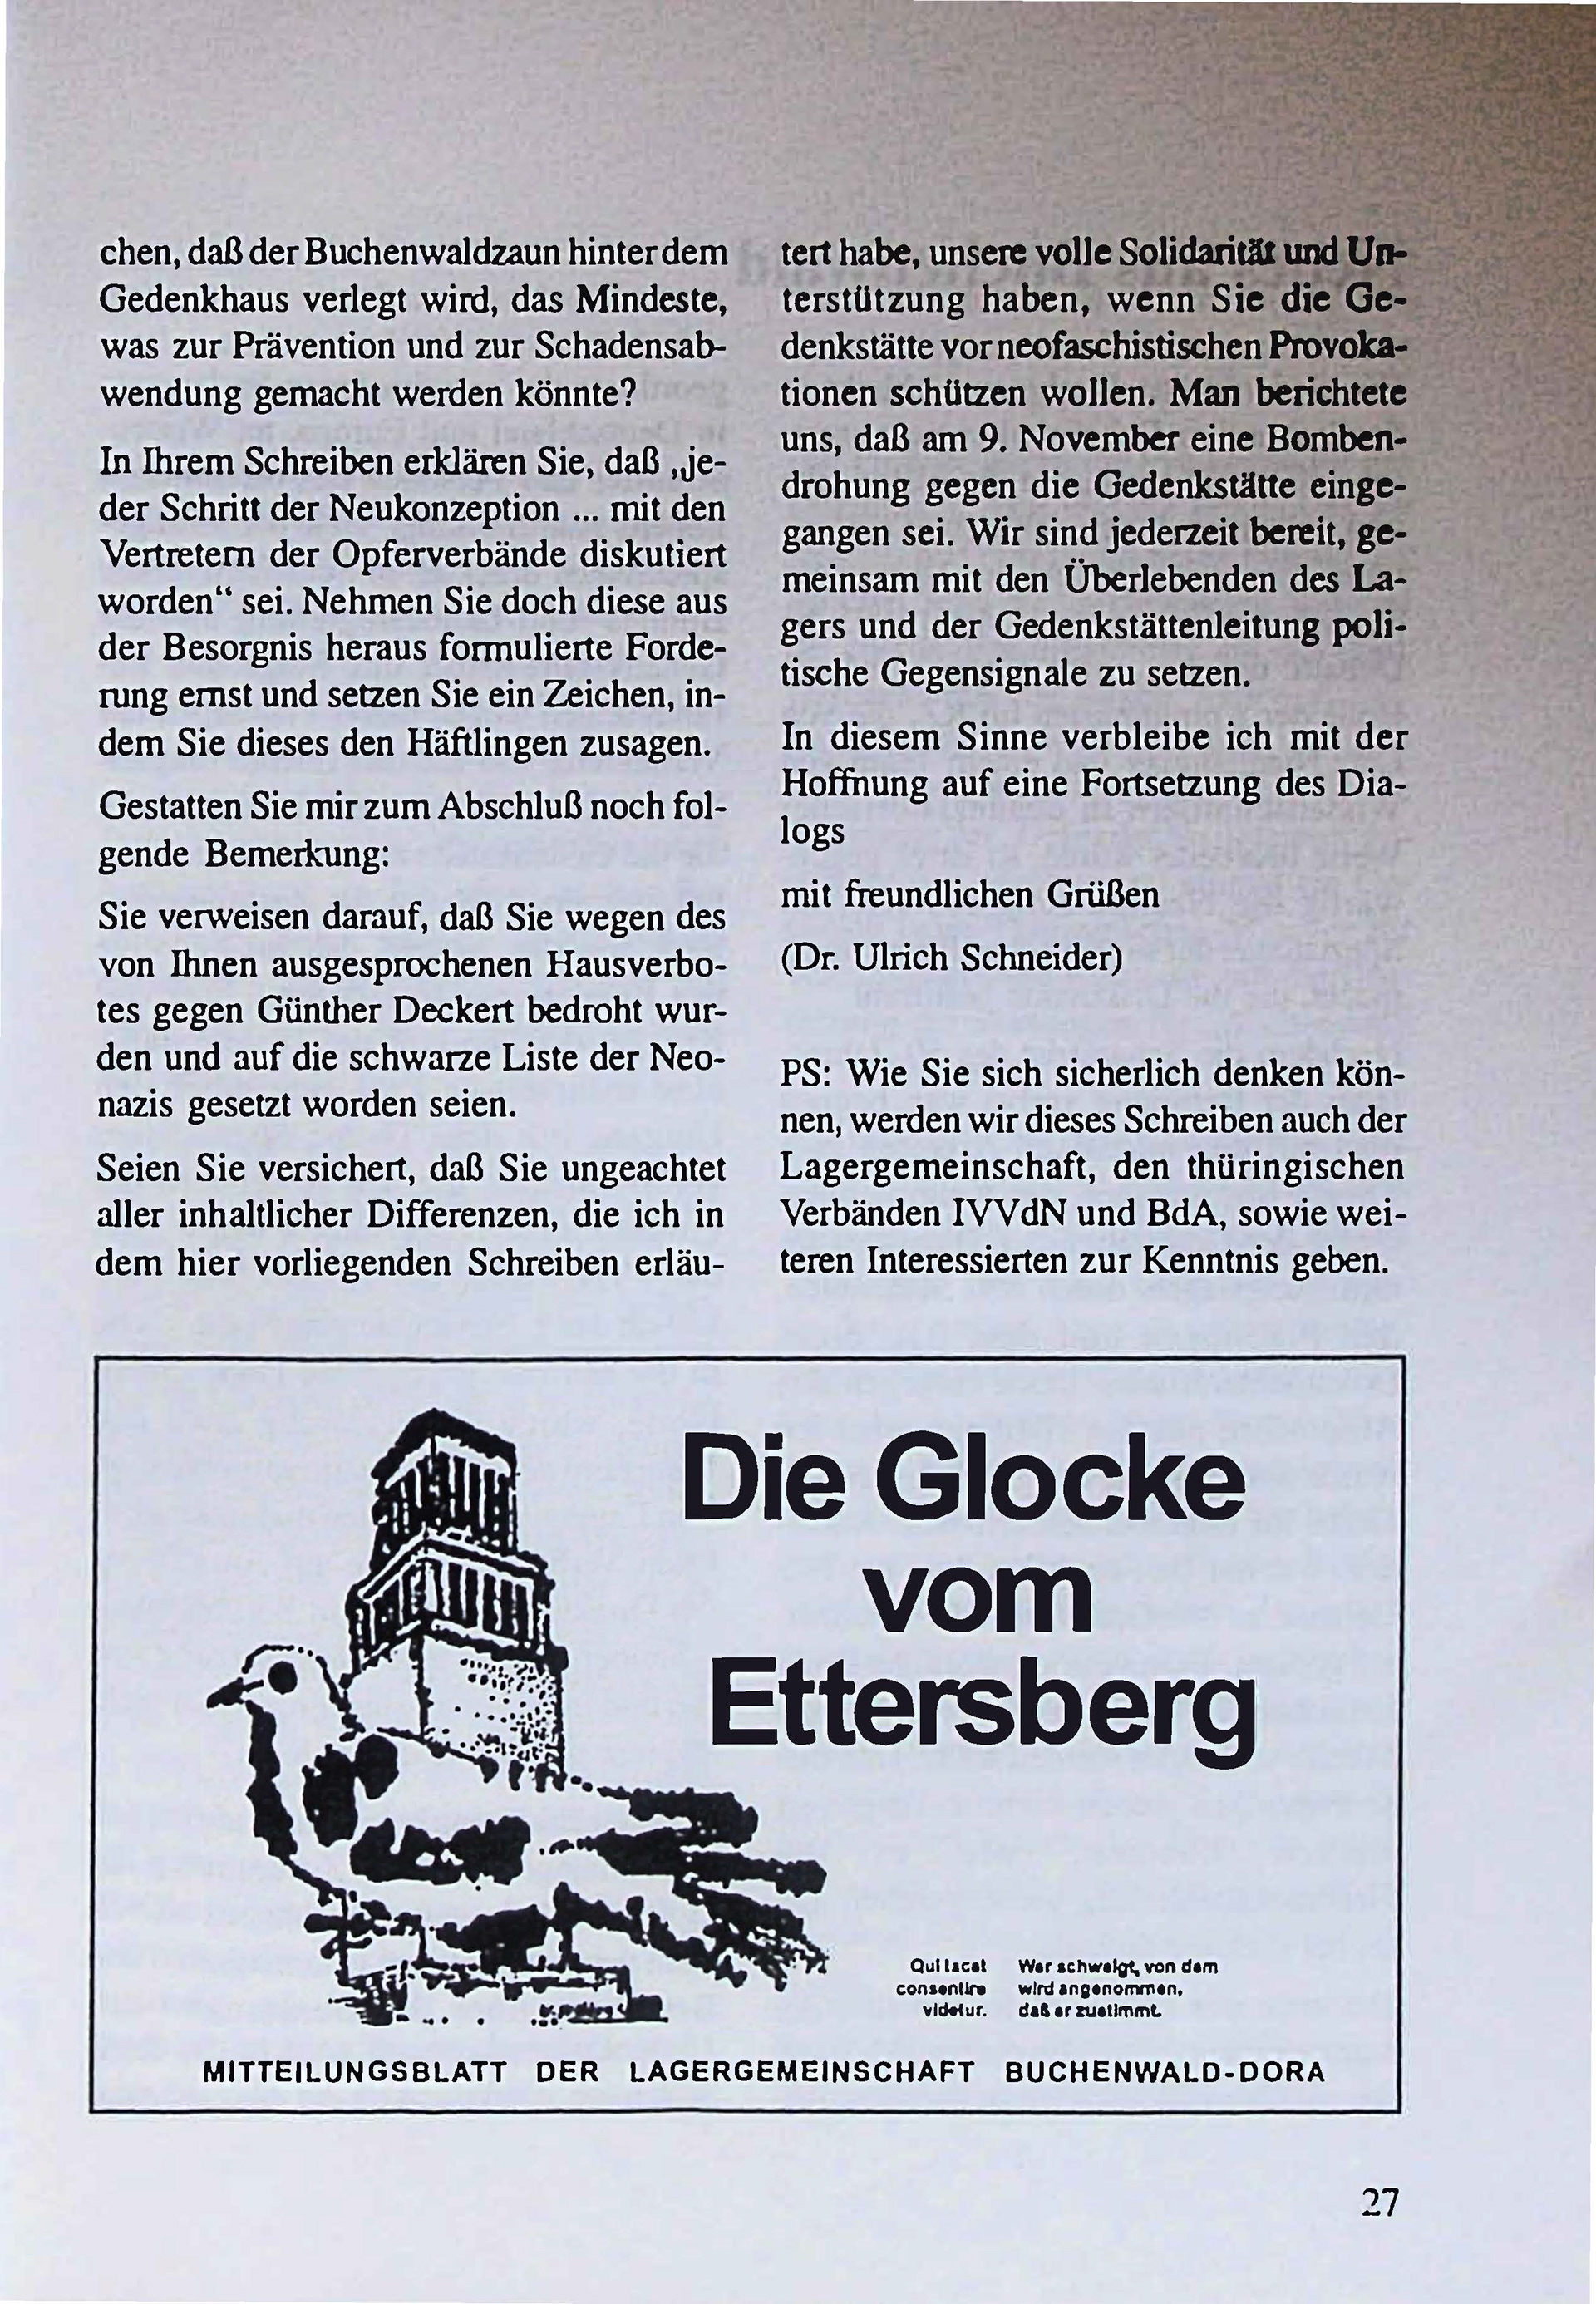 chen, daß der Buchenwaldzaun hinter dem
Gedenkhaus verlegt wird, das Mindeste,
was zur Prävention und zur Schadensab-
wendung gemacht werden könnte?
In Ihrem Schreiben erklären Sie, daß „je-
der Schritt der Neukonzeption ... mit den
Vertretern der Opferverbände diskutiert
worden“ sei. Nehmen Sie doch diese aus
der Besorgnis heraus formulierte Forde-
rung ernst und setzen Sie ein Zeichen, in-
dem Sie dieses den Häftlingen zusagen.
Gestatten Sie mir zum Abschluß noch fol-
gende Bemerkung:
Sie verweisen darauf, daß Sie wegen des
von Ihnen ausgesprochenen Hausverbo-
tes gegen Günther Deckert bedroht wur-
den und auf die schwarze Liste der Neo-
nazis gesetzt worden seien.
Seien Sie versichert, daß Sie ungeachtet
aller inhaltlicher Differenzen, die ich in
dem hier vorliegenden Schreiben erläu-
tert habe, unsere volle Solidarität und Un-
terstützung haben, wenn Sie die Ge-
denkstätte vor neofaschistischen Provoka-
tionen schützen wollen. Man berichtete
uns, daß am 9. November eine Bomben-
drohung gegen die Gedenkstätte einge-
gangen sei. Wir sind jederzeit bereit, ge-
meinsam mit den Überlebenden des La-
gers und der Gedenkstättenleitung poli-
tische Gegensignale zu setzen.
In diesem Sinne verbleibe ich mit der
Hoffnung auf eine Fortsetzung des Dia-
logs
mit freundlichen Grüßen
(Dr. Ulrich Schneider)
PS: Wie Sie sich sicherlich denken kön-
nen, werden wir dieses Schreiben auch der
Lagergemeinschaft, den thüringischen
Verbänden IVVdN und BdA, sowie wei-
teren Interessierten zur Kenntnis geben.
Die Glocke
vom
Ettersberg
Qui tacet
consentire
videtur.
Wer schweigt, von dem
wird angenommen,
daß er zustimmt.
MITTEILUNGSBLATT DER LAGERGEMEINSCHAFT BUCHENWALD-DORA
27